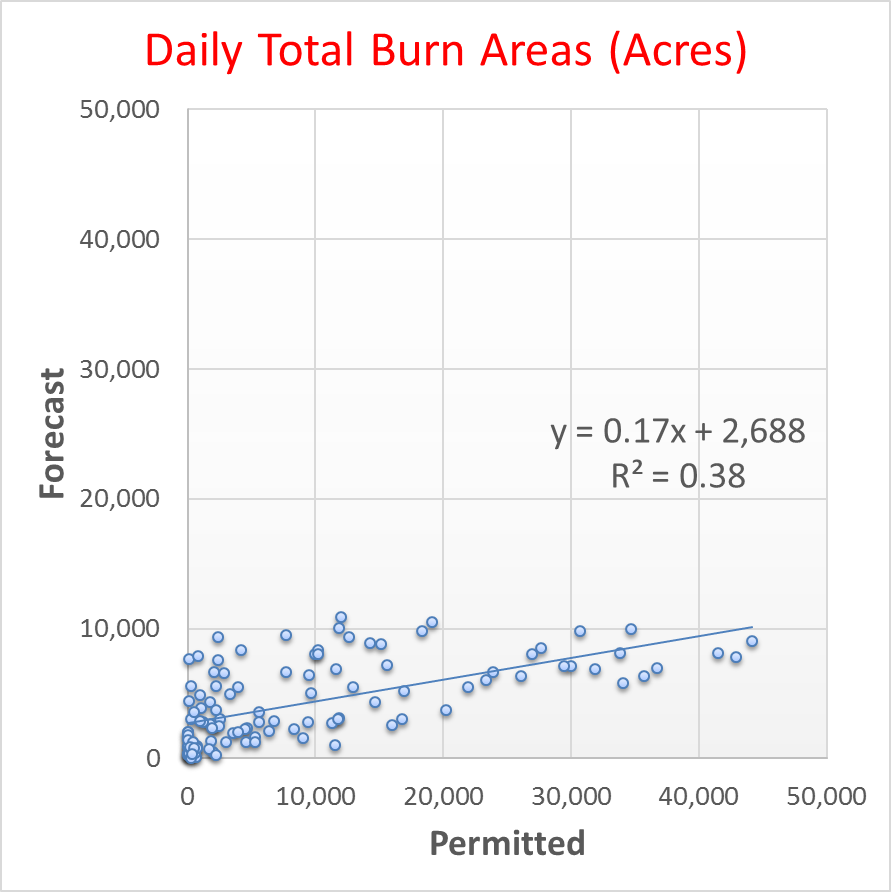 Daily Total Burn Areas (Acres)
50,000
40,000
30,000
20,000
10,000
0
Forecast
y = 0.17x + 2,688
R² = 0.38
0 10,000 20,000 30,000 40,000 50,000
Permitted